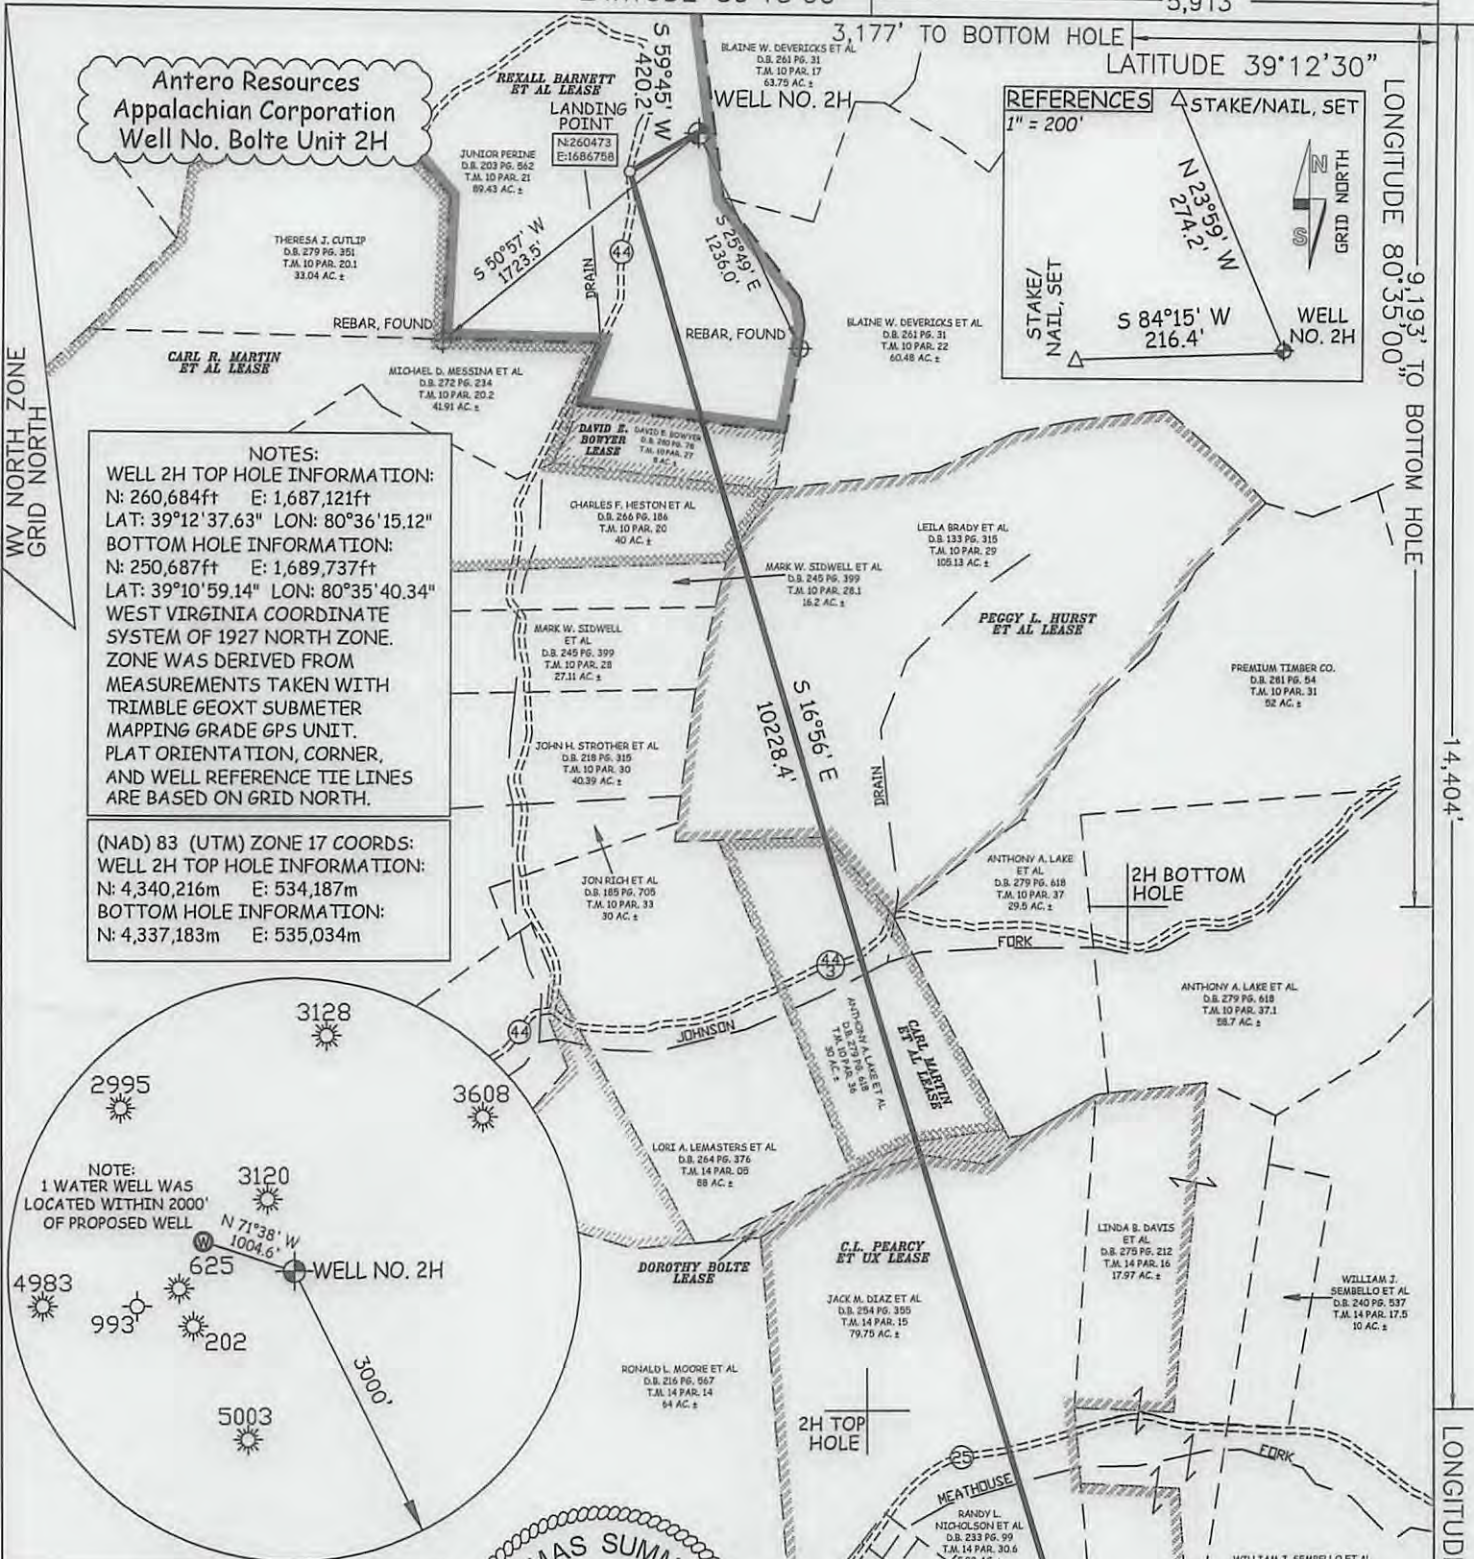 5,913
3,177' TO BOTTOM HOLE
LATITUDE 39°12'30"
LONGITUDE 80°35'00"
9,193' TO BOTTOM HOLE
14,404'
LONGITUDE
Antero Resources
Appalachian Corporation
Well No. Bolte Unit 2H
REXALL BARNETT
ET AL LEASE
LANDING
POINT
N:260473
E:1686758
S 59°45' W
420.2'
BLAINE W. DEVERICKS ET AL
D.B. 261 PG. 31
T.M. 10 PAR. 17
63.75 AC. ±
WELL NO. 2H
REFERENCES
1" = 200'
STAKE/NAIL, SET
N 23°59' W
274.2'
N
S
GRID NORTH
STAKE/
NAIL, SET
S 84°15' W
216.4'
WELL
NO. 2H
JUNIOR PERINE
D.B. 203 PG. 562
T.M. 10 PAR. 21
89.43 AC. ±
THERESA J. CUTLIP
D.B. 279 PG. 351
T.M. 10 PAR. 20.1
33.04 AC. ±
S 50°57' W
1723.5'
DRAIN
44
S 25°49' E
1236.0'
REBAR, FOUND
REBAR, FOUND
BLAINE W. DEVERICKS ET AL
D.B. 261 PG. 31
T.M. 10 PAR. 22
60.48 AC. ±
CARL R. MARTIN
ET AL LEASE
MICHAEL D. MESSINA ET AL
D.B. 272 PG. 234
T.M. 10 PAR. 20.2
41.91 AC. ±
WV NORTH ZONE
GRID NORTH
DAVID E.
BOWYER
LEASE
DAVID E. BOWYER
T.M. 10 PAR. 27
8 AC. ±
NOTES:
WELL 2H TOP HOLE INFORMATION:
N: 260,684ft E: 1,687,121ft
LAT: 39°12'37.63" LON: 80°36'15.12"
BOTTOM HOLE INFORMATION:
N: 250,687ft E: 1,689,737ft
LAT: 39°10'59.14" LON: 80°35'40.34"
WEST VIRGINIA COORDINATE
SYSTEM OF 1927 NORTH ZONE.
ZONE WAS DERIVED FROM
MEASUREMENTS TAKEN WITH
TRIMBLE GEOXT SUBMETER
MAPPING GRADE GPS UNIT.
PLAT ORIENTATION, CORNER,
AND WELL REFERENCE TIE LINES
ARE BASED ON GRID NORTH.
(NAD) 83 (UTM) ZONE 17 COORDS:
WELL 2H TOP HOLE INFORMATION:
N: 4,340,216m E: 534,187m
BOTTOM HOLE INFORMATION:
N: 4,337,183m E: 535,034m
CHARLES F. HESTON ET AL
D.B. 266 PG. 186
T.M. 10 PAR. 20
40 AC. ±
LEILA BRADY ET AL
D.B. 133 PG. 315
T.M. 10 PAR. 29
105.13 AC. ±
MARK W. SIDWELL ET AL
D.B. 245 PG. 399
T.M. 10 PAR. 28.1
16.2 AC. ±
PEGGY L. HURST
ET AL LEASE
MARK W. SIDWELL
ET AL
D.B. 245 PG. 399
T.M. 10 PAR. 28
27.11 AC. ±
PREMIUM TIMBER CO.
D.B. 281 PG. 54
T.M. 10 PAR. 31
52 AC. ±
S 16°56' E
10228.4'
JOHN H. STROTHER ET AL
D.B. 218 PG. 315
T.M. 10 PAR. 30
40.39 AC. ±
DRAIN
JON RICH ET AL
D.B. 185 PG. 705
T.M. 10 PAR. 33
30 AC. ±
ANTHONY A. LAKE
ET AL
D.B. 279 PG. 618
T.M. 10 PAR. 37
29.5 AC. ±
2H BOTTOM
HOLE
FORK
44
3
ANTHONY A. LAKE ET AL
D.B. 279 PG. 618
T.M. 10 PAR. 37.1
58.7 AC. ±
JOHNSON
44
ANTHONY A. LAKE ET AL
D.B. 279 PG. 618
T.M. 10 PAR. 36
30 AC. ±
CARL MARTIN
ET AL LEASE
3128
2995
3608
NOTE:
1 WATER WELL WAS
LOCATED WITHIN 2000'
OF PROPOSED WELL
3120
N 71°38' W
1004.6'
W
625
WELL NO. 2H
4983
993
202
3000'
5003
LORI A. LEMASTERS ET AL
D.B. 264 PG. 376
T.M. 14 PAR. 05
88 AC. ±
DOROTHY BOLTE
LEASE
C.L. PEARCY
ET UX LEASE
LINDA B. DAVIS
ET AL
D.B. 275 PG. 212
T.M. 14 PAR. 16
17.97 AC. ±
WILLIAM J.
SEMBELLO ET AL
D.B. 240 PG. 537
T.M. 14 PAR. 17.5
10 AC. ±
JACK M. DIAZ ET AL
D.B. 254 PG. 355
T.M. 14 PAR. 15
79.75 AC. ±
RONALD L. MOORE ET AL
D.B. 216 PG. 567
T.M. 14 PAR. 14
64 AC. ±
2H TOP
HOLE
25
MEATHOUSE
FORK
RANDY L.
NICHOLSON ET AL
D.B. 233 PG. 99
T.M. 14 PAR. 30.6